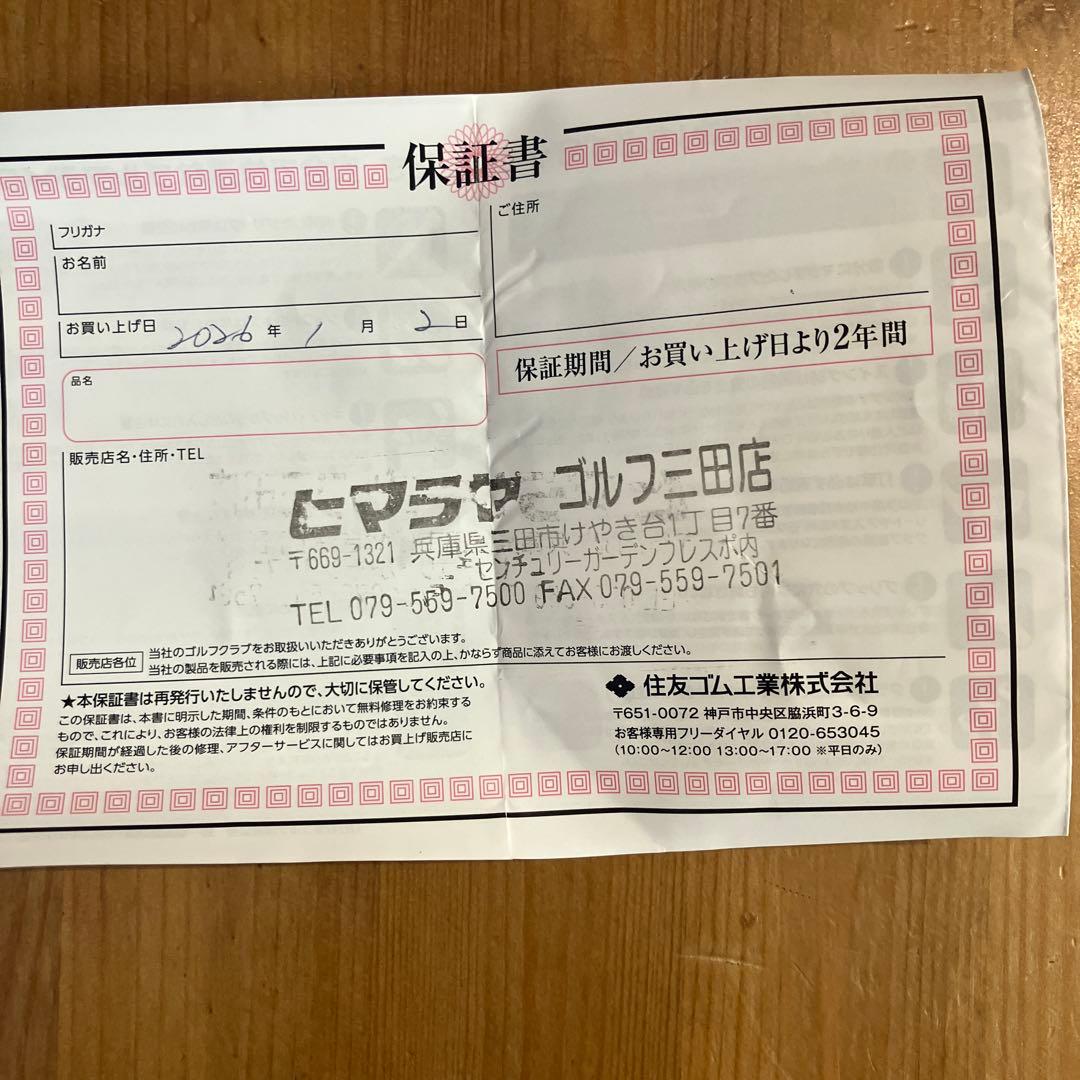 保証書
フリガナ
お名前
お買い上げ日 2026年 1月 2日
ご住所
保証期間／お買い上げ日より2年間
品名
販売店名・住所・TEL
ヒマラヤ ゴルフ三田店
〒669-1321 兵庫県三田市けやき台1丁目7番
センチュリーガーデンフレスポ内
TEL 079-559-7500 FAX 079-559-7501
販売店各位
当社のゴルフクラブをお取扱いいただきありがとうございます。
当社の製品を販売される際には、上記に必要事項を記入の上、かならず商品に添えてお客様にお渡しください。
★本保証書は再発行いたしませんので、大切に保管してください。
この保証書は、本書に明示した期間、条件のもとにおいて無料修理をお約束する
もので、これにより、お客様の法律上の権利を制限するものではありません。
保証期間が経過した後の修理、アフターサービスに関してはお買上げ販売店に
お申し出ください。
住友ゴム工業株式会社
〒651-0072 神戸市中央区脇浜町3-6-9
お客様専用フリーダイヤル 0120-653045
(10:00~12:00 13:00~17:00 ※平日のみ)